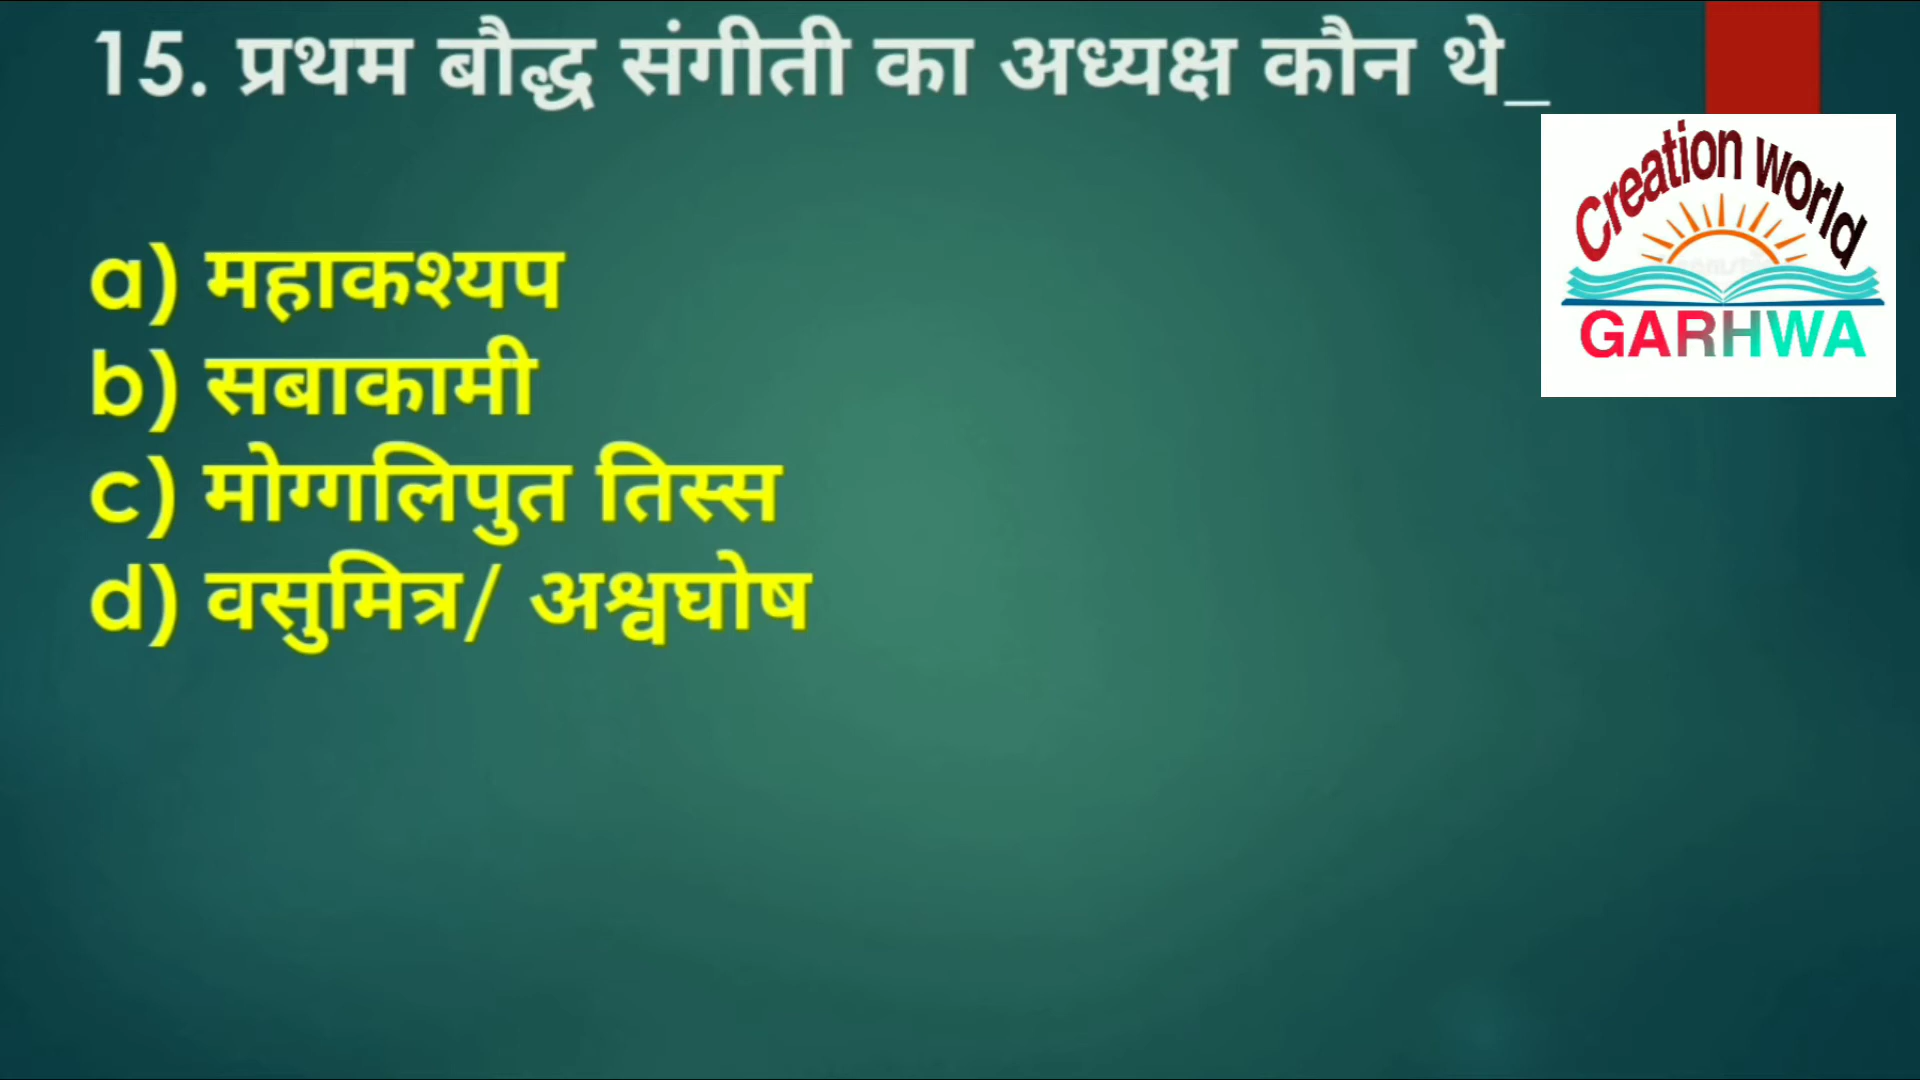 15. प्रथम बौद्ध संगीती का अध्यक्ष कौन थे_
Creation world
GARHWA
a) महाकश्यप
b) सबाकामी
c) मोग्गलिपुत तिस्स
d) वसुमित्र/ अश्वघोष